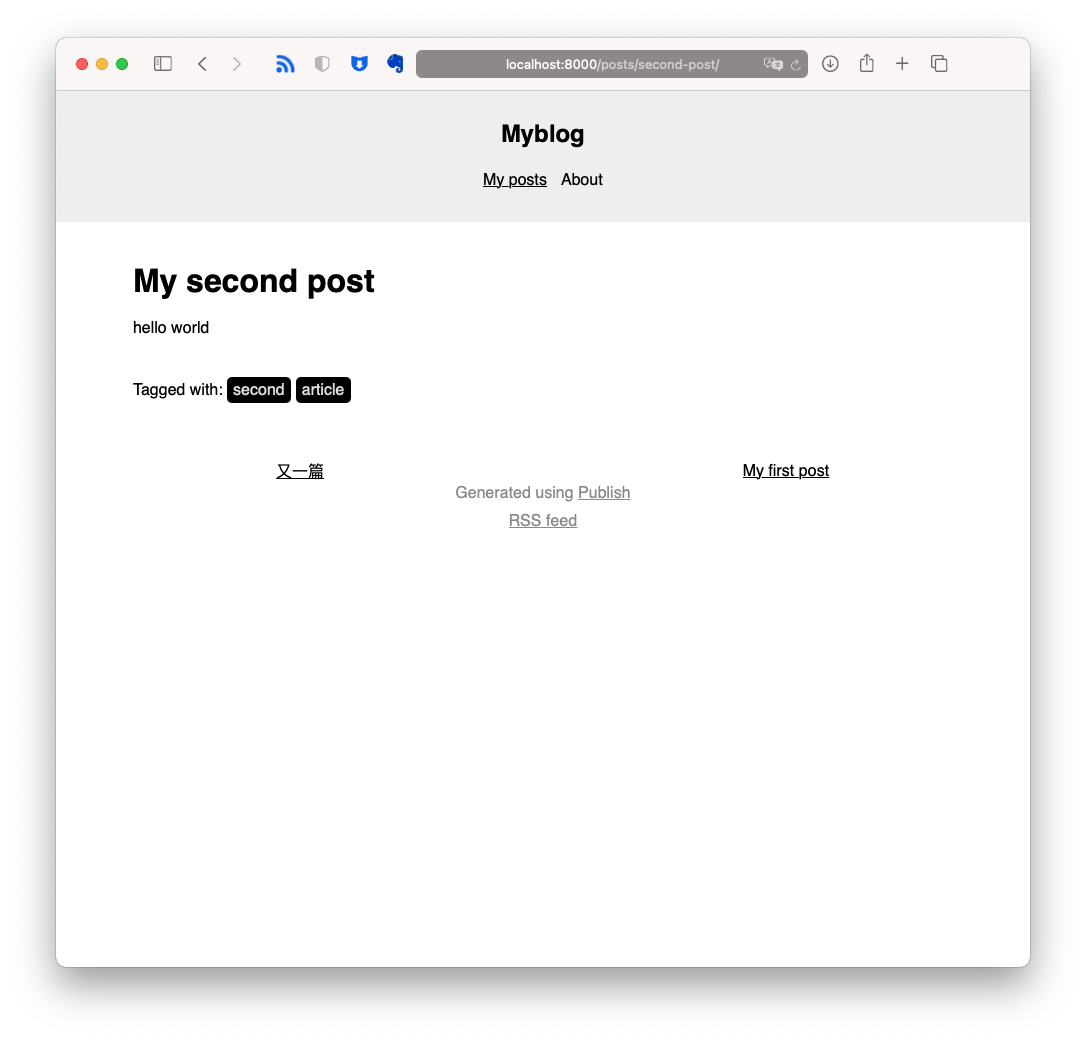 localhost:8000/posts/second-post/
Myblog
My posts About
My second post
hello world
Tagged with: second article
又一篇 My first post
Generated using Publish
RSS feed